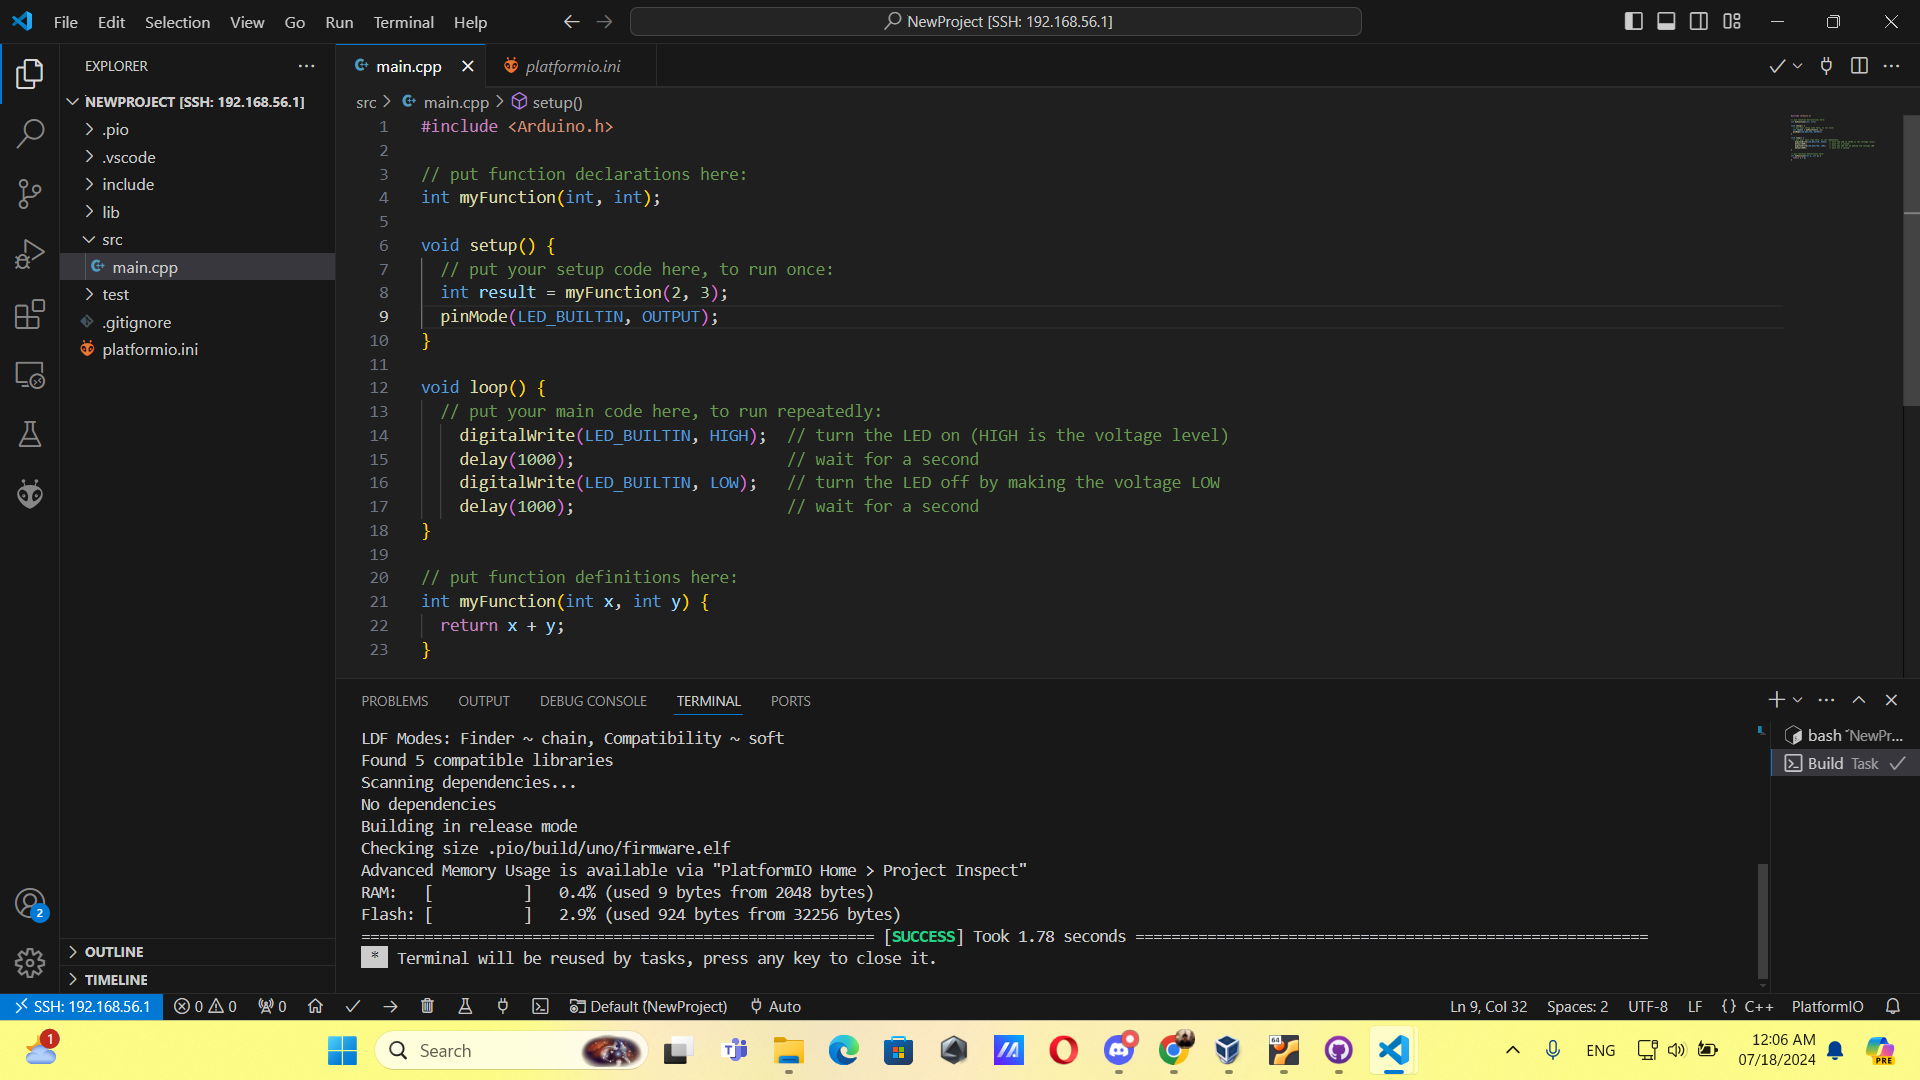 File Edit Selection View Go Run Terminal Help
NewProject [SSH: 192.168.56.1]
EXPLORER
main.cpp
platformio.ini
NEWPROJECT [SSH: 192.168.56.1]
.pio
.vscode
include
lib
src
main.cpp
test
.gitignore
platformio.ini
OUTLINE
TIMELINE
src > main.cpp > setup()
1 #include <Arduino.h>
2
3 // put function declarations here:
4 int myFunction(int, int);
5
6 void setup() {
7 // put your setup code here, to run once:
8 int result = myFunction(2, 3);
9 pinMode(LED_BUILTIN, OUTPUT);
10 }
11
12 void loop() {
13 // put your main code here, to run repeatedly:
14 digitalWrite(LED_BUILTIN, HIGH); // turn the LED on (HIGH is the voltage level)
15 delay(1000); // wait for a second
16 digitalWrite(LED_BUILTIN, LOW); // turn the LED off by making the voltage LOW
17 delay(1000); // wait for a second
18 }
19
20 // put function definitions here:
21 int myFunction(int x, int y) {
22 return x + y;
23 }
PROBLEMS OUTPUT DEBUG CONSOLE TERMINAL PORTS
LDF Modes: Finder ~ chain, Compatibility ~ soft
Found 5 compatible libraries
Scanning dependencies...
No dependencies
Building in release mode
Checking size .pio/build/uno/firmware.elf
Advanced Memory Usage is available via "PlatformIO Home > Project Inspect"
RAM: [ ] 0.4% (used 9 bytes from 2048 bytes)
Flash: [ ] 2.9% (used 924 bytes from 32256 bytes)
========================================================= [SUCCESS] Took 1.78 seconds =========================================================
* Terminal will be reused by tasks, press any key to close it.
bash ~NewPr...
Build Task
2
SSH: 192.168.56.1 0 0 0 Default (NewProject) Auto
Ln 9, Col 32 Spaces: 2 UTF-8 LF {} C++ PlatformIO
1
Search
64
ENG
12:06 AM
07/18/2024
PRE